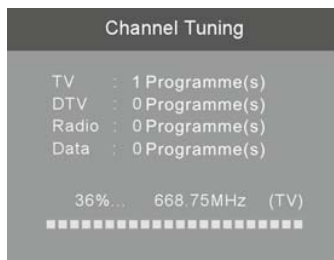 Channel Tuning
TV : 1 Programme(s)
DTV : 0 Programme(s)
Radio : 0 Programme(s)
Data : 0 Programme(s)
36%... 668.75MHz (TV)